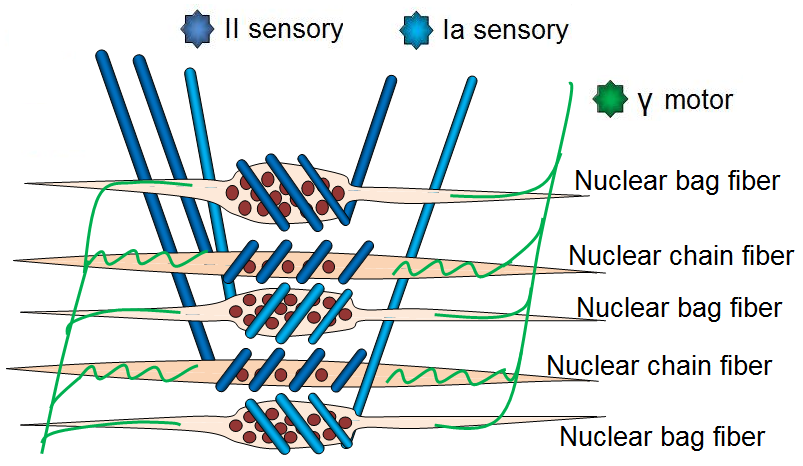 II sensory
Ia sensory
γ motor
Nuclear bag fiber
Nuclear chain fiber
Nuclear bag fiber
Nuclear chain fiber
Nuclear bag fiber